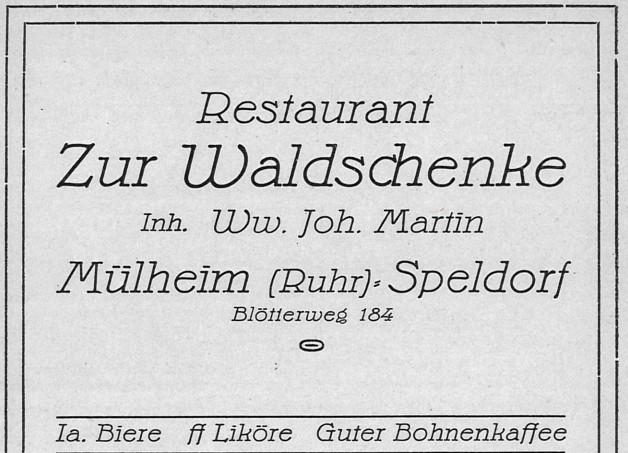 Restaurant
Zur Waldschenke
Inh. Ww. Joh. Martin
Mülheim (Ruhr)-Speldorf
Blötterweg 184
Ia. Biere ff Liköre Guter Bohnenkaffee